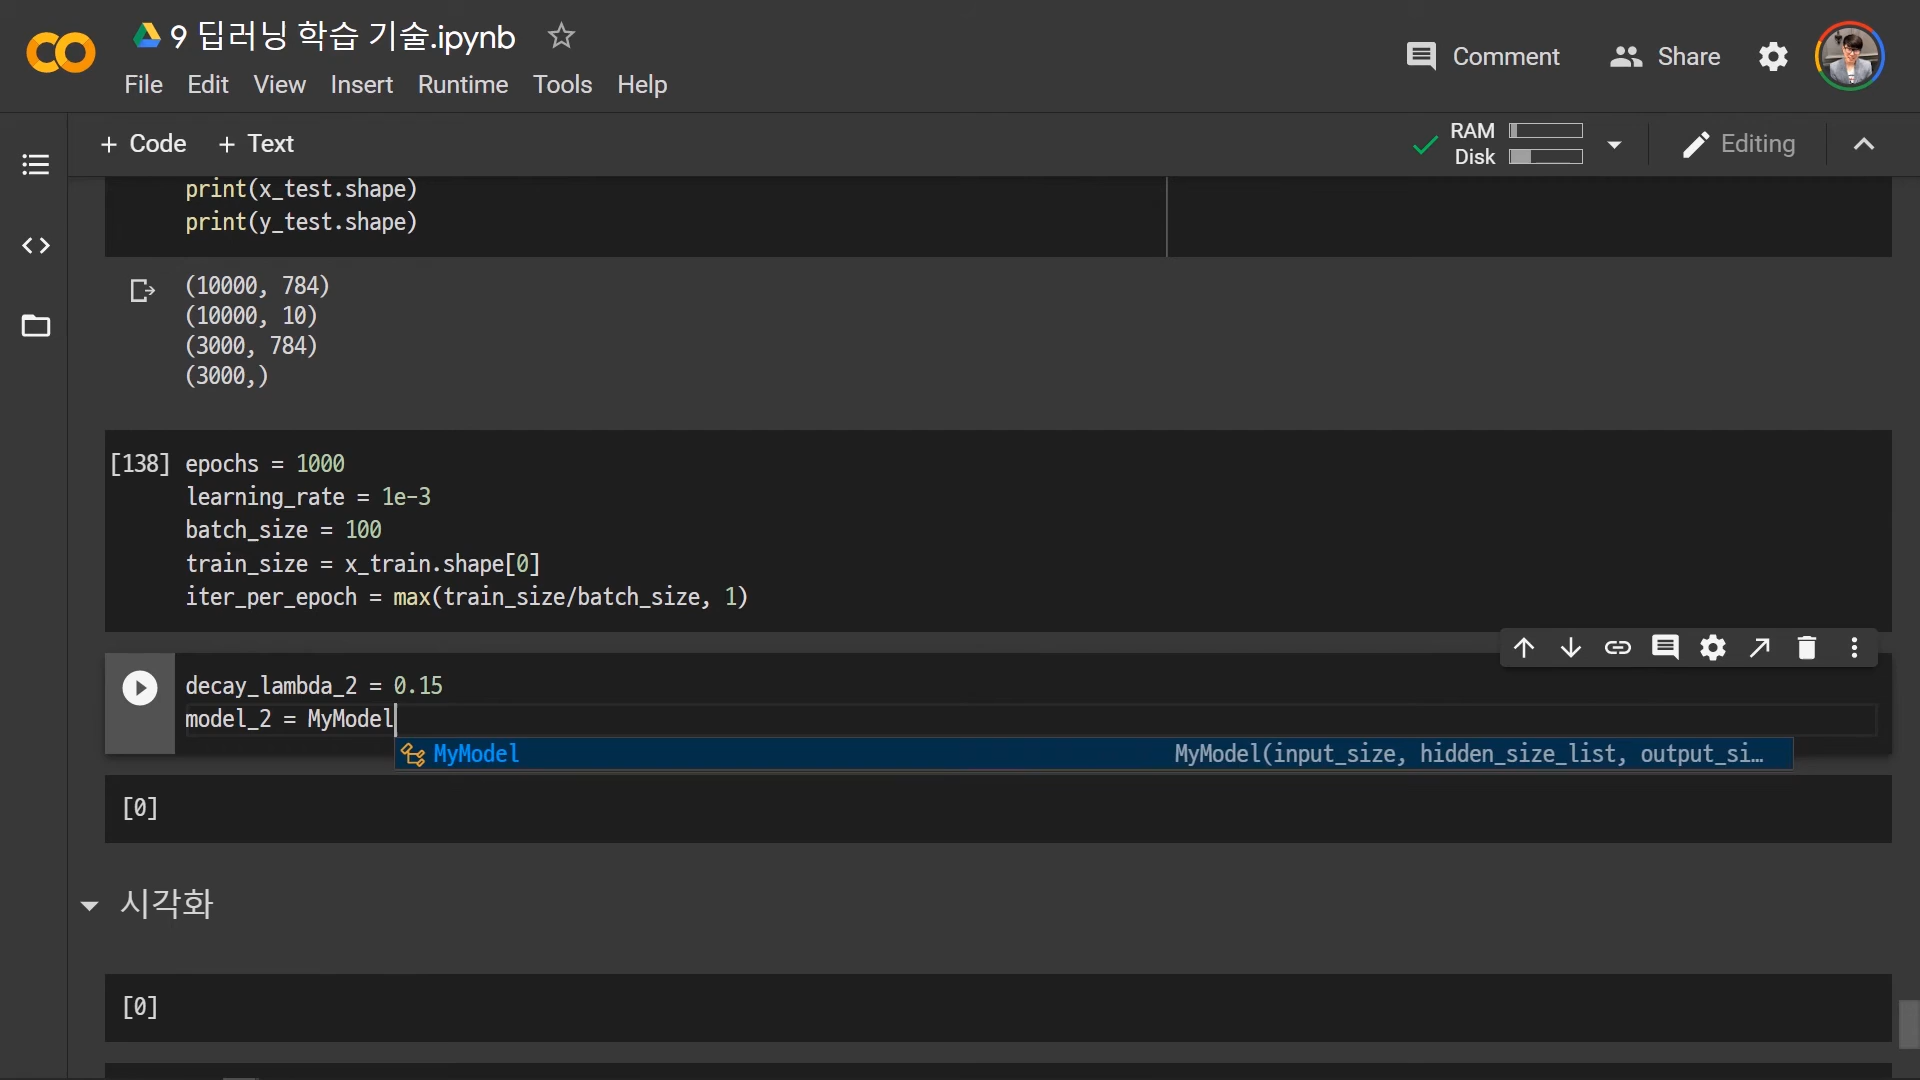 9 딥러닝 학습 기술.ipynb
Comment
Share
File Edit View Insert Runtime Tools Help
+ Code + Text
RAM
Disk
Editing
print(x_test.shape)
print(y_test.shape)
(10000, 784)
(10000, 10)
(3000, 784)
(3000,)
[138] epochs = 1000
learning_rate = 1e-3
batch_size = 100
train_size = x_train.shape[0]
iter_per_epoch = max(train_size/batch_size, 1)
decay_lambda_2 = 0.15
model_2 = MyModel
MyModel MyModel(input_size, hidden_size_list, output_si…
[0]
시각화
[0]